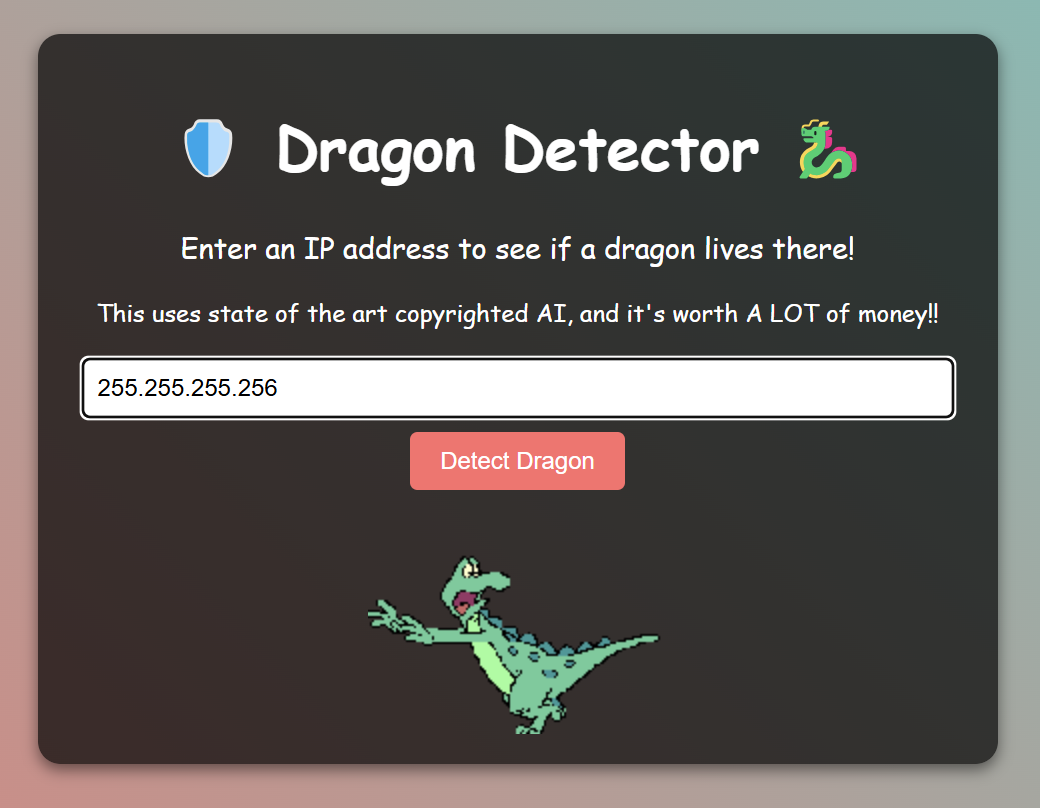 Dragon Detector
Enter an IP address to see if a dragon lives there!
This uses state of the art copyrighted AI, and it's worth A LOT of money!!
255.255.255.256
Detect Dragon